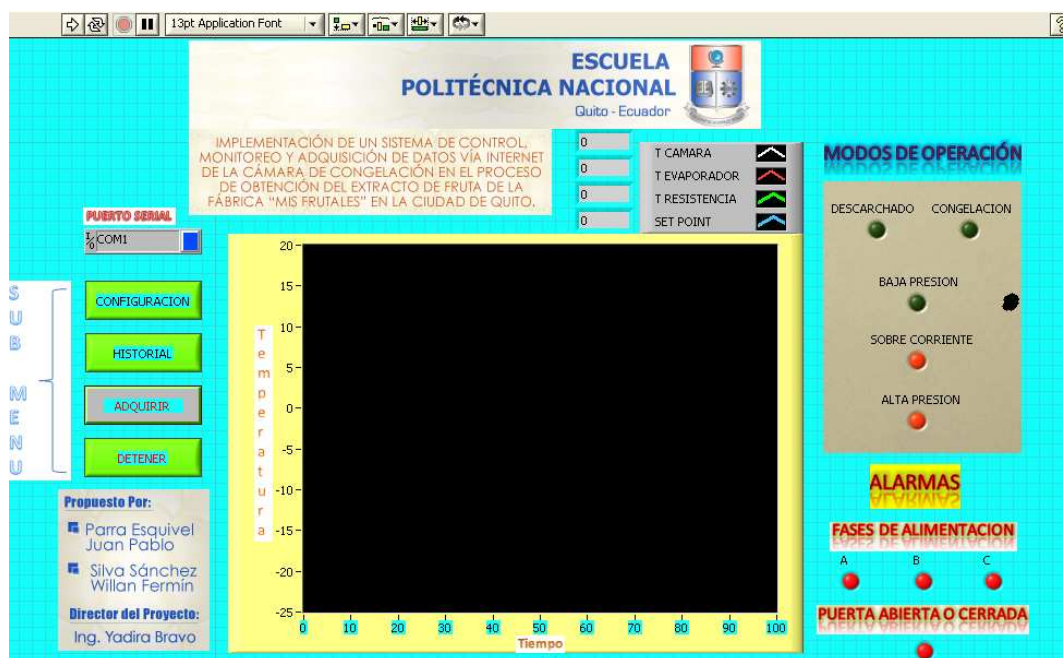 13pt Application Font
ESCUELA
POLITÉCNICA NACIONAL
Quito - Ecuador
IMPLEMENTACIÓN DE UN SISTEMA DE CONTROL,
MONITOREO Y ADQUISICIÓN DE DATOS VÍA INTERNET
DE LA CÁMARA DE CONGELACIÓN EN EL PROCESO
DE OBTENCIÓN DEL EXTRACTO DE FRUTA DE LA
FÁBRICA "MIS FRUTALES" EN LA CIUDAD DE QUITO.
0
0
0
0
T CAMARA
T EVAPORADOR
T RESISTENCIA
SET POINT
PUERTO SERIAL
I/O COM1
SUB MENU
CONFIGURACION
HISTORIAL
ADQUIRIR
DETENER
Propuesto Por:
Parra Esquivel
Juan Pablo
Silva Sánchez
Willan Fermín
Director del Proyecto:
Ing. Yadira Bravo
Temperatura
20
15
10
5
0
-5
-10
-15
-20
-25
0 10 20 30 40 50 60 70 80 90 100
Tiempo
MODOS DE OPERACIÓN
DESCARCHADO CONGELACION
BAJA PRESION
SOBRE CORRIENTE
ALTA PRESION
ALARMAS
FASES DE ALIMENTACION
A B C
PUERTA ABIERTA O CERRADA